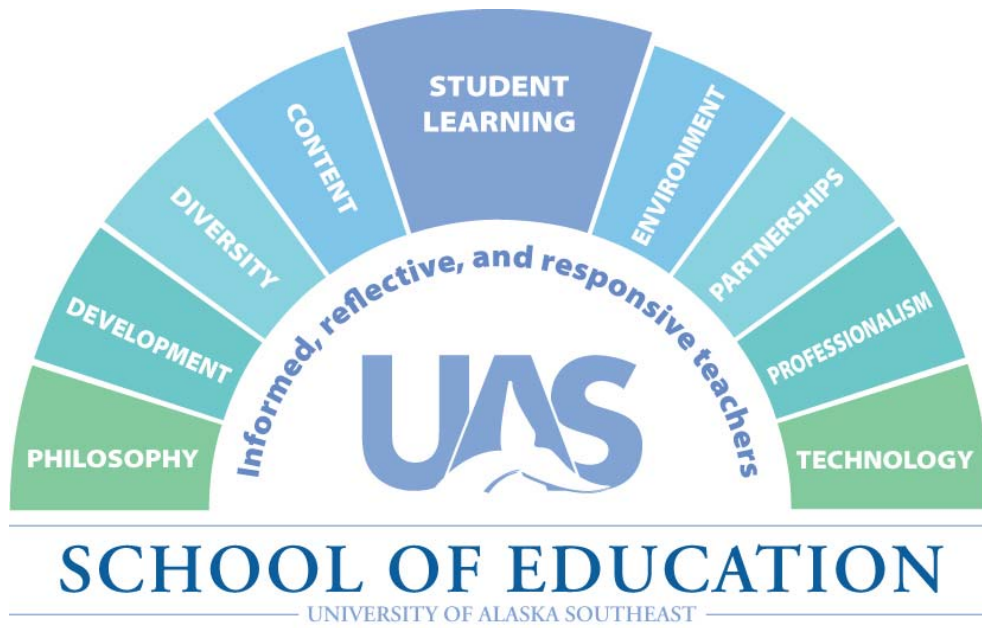 STUDENT
LEARNING
CONTENT
ENVIRONMENT
DIVERSITY
PARTNERSHIPS
DEVELOPMENT
PROFESSIONALISM
PHILOSOPHY
TECHNOLOGY
Informed, reflective, and responsive teachers
UAS
SCHOOL OF EDUCATION
UNIVERSITY OF ALASKA SOUTHEAST